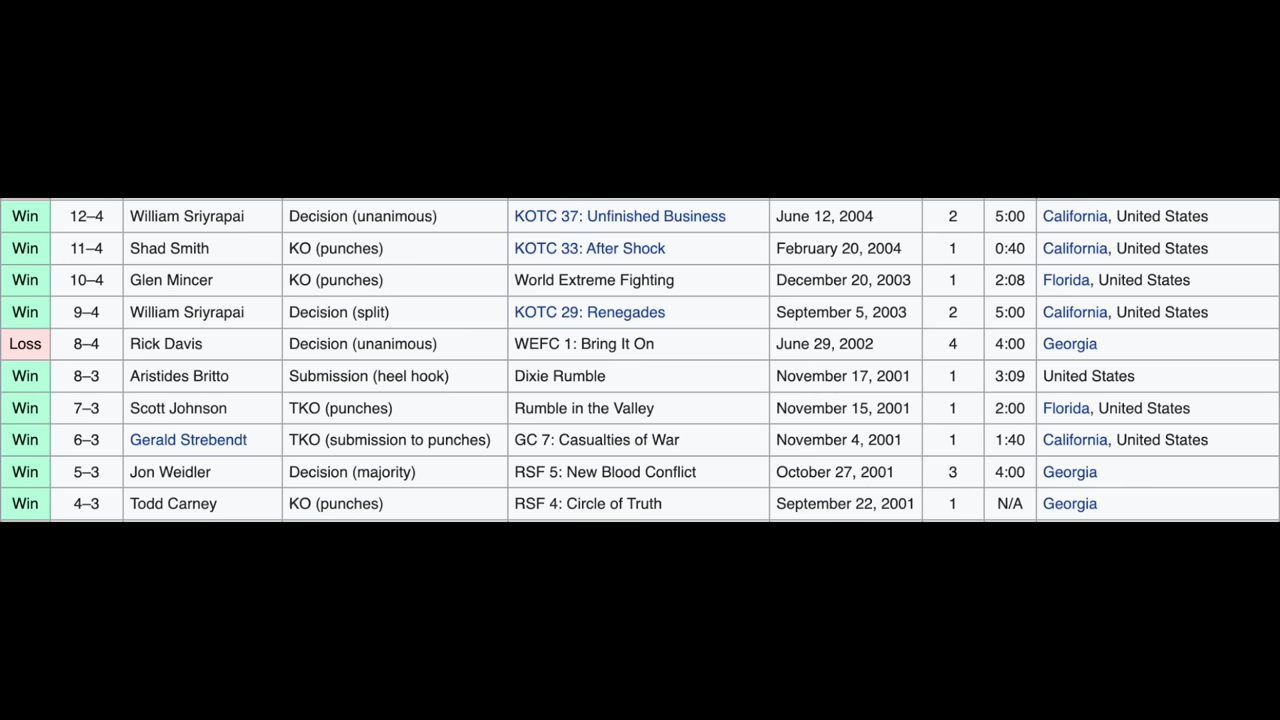 Win 12–4 William Sriyrapai Decision (unanimous) KOTC 37: Unfinished Business June 12, 2004 2 5:00 California, United States
Win 11–4 Shad Smith KO (punches) KOTC 33: After Shock February 20, 2004 1 0:40 California, United States
Win 10–4 Glen Mincer KO (punches) World Extreme Fighting December 20, 2003 1 2:08 Florida, United States
Win 9–4 William Sriyrapai Decision (split) KOTC 29: Renegades September 5, 2003 2 5:00 California, United States
Loss 8–4 Rick Davis Decision (unanimous) WEFC 1: Bring It On June 29, 2002 4 4:00 Georgia
Win 8–3 Aristides Britto Submission (heel hook) Dixie Rumble November 17, 2001 1 3:09 United States
Win 7–3 Scott Johnson TKO (punches) Rumble in the Valley November 15, 2001 1 2:00 Florida, United States
Win 6–3 Gerald Strebendt TKO (submission to punches) GC 7: Casualties of War November 4, 2001 1 1:40 California, United States
Win 5–3 Jon Weidler Decision (majority) RSF 5: New Blood Conflict October 27, 2001 3 4:00 Georgia
Win 4–3 Todd Carney KO (punches) RSF 4: Circle of Truth September 22, 2001 1 N/A Georgia